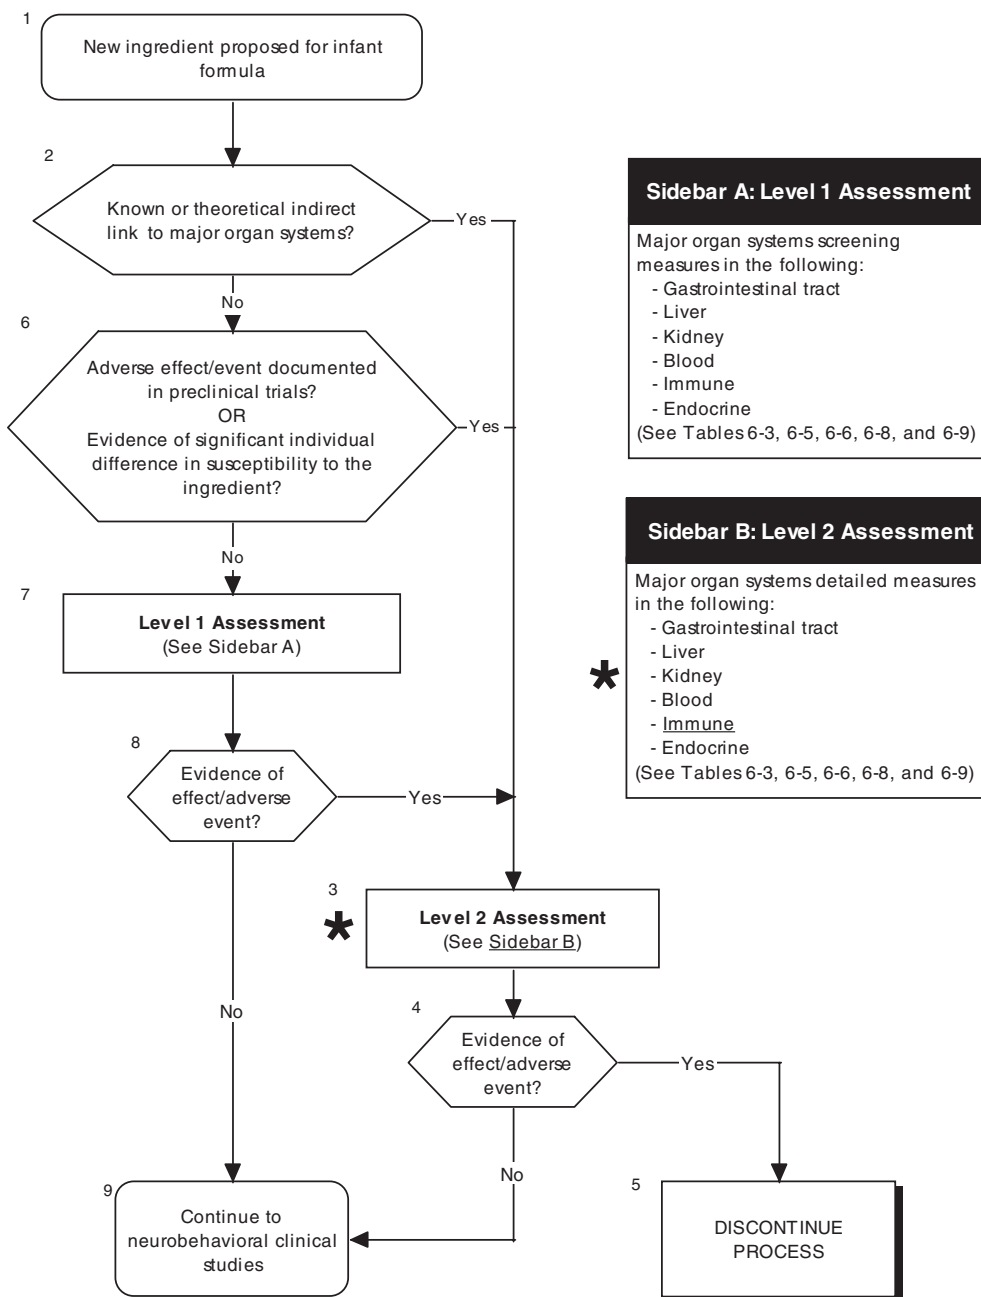 1
New ingredient proposed for infant
formula
2
Known or theoretical indirect
link to major organ systems?
Yes
No
6
Adverse effect/event documented
in preclinical trials?
OR
Evidence of significant individual
difference in susceptibility to the
ingredient?
Yes
No
7
Level 1 Assessment
(See Sidebar A)
8
Evidence of
effect/adverse
event?
Yes
No
3
*
Level 2 Assessment
(See Sidebar B)
4
Evidence of
effect/adverse
event?
Yes
No
9
Continue to
neurobehavioral clinical
studies
5
DISCONTINUE
PROCESS
Sidebar A: Level 1 Assessment
Major organ systems screening
measures in the following:
- Gastrointestinal tract
- Liver
- Kidney
- Blood
- Immune
- Endocrine
(See Tables 6-3, 6-5, 6-6, 6-8, and 6-9)
Sidebar B: Level 2 Assessment
Major organ systems detailed measures
in the following:
- Gastrointestinal tract
- Liver
*
- Kidney
- Blood
- Immune
- Endocrine
(See Tables 6-3, 6-5, 6-6, 6-8, and 6-9)